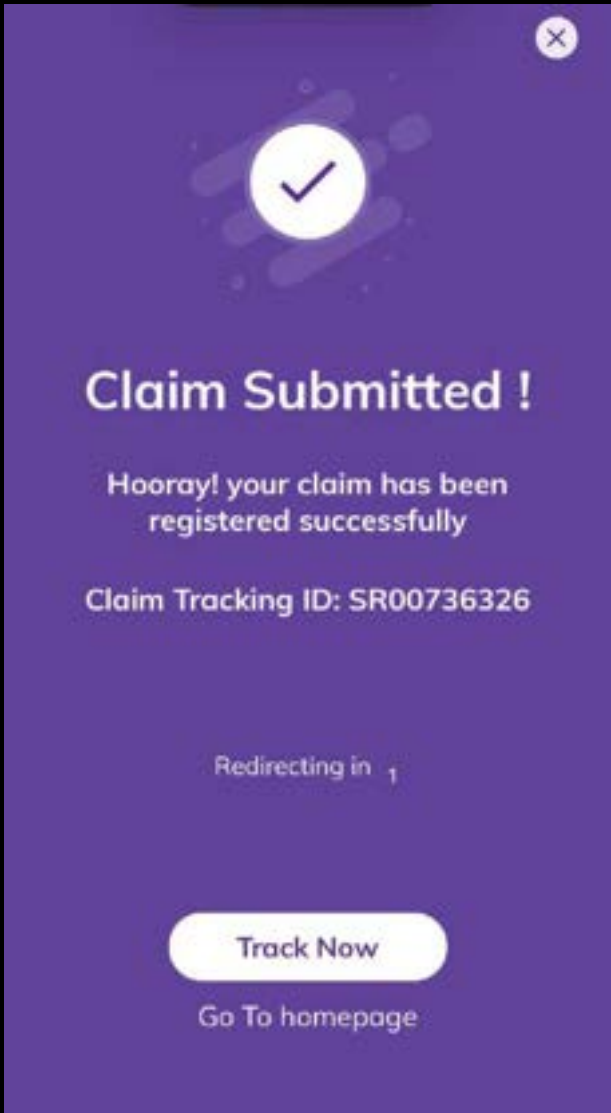 Claim Submitted !
Hooray! your claim has been
registered successfully
Claim Tracking ID: SR00736326
Redirecting in 1
Track Now
Go To homepage